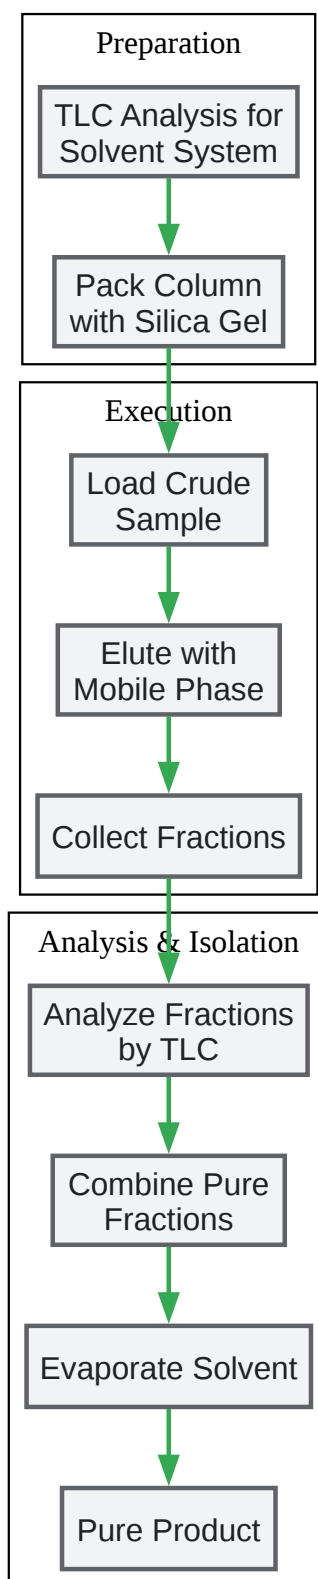 Preparation
TLC Analysis for
Solvent System
Pack Column
with Silica Gel
Execution
Load Crude
Sample
Elute with
Mobile Phase
Collect Fractions
Analysis & Isolation
Analyze Fractions
by TLC
Combine Pure
Fractions
Evaporate Solvent
Pure Product